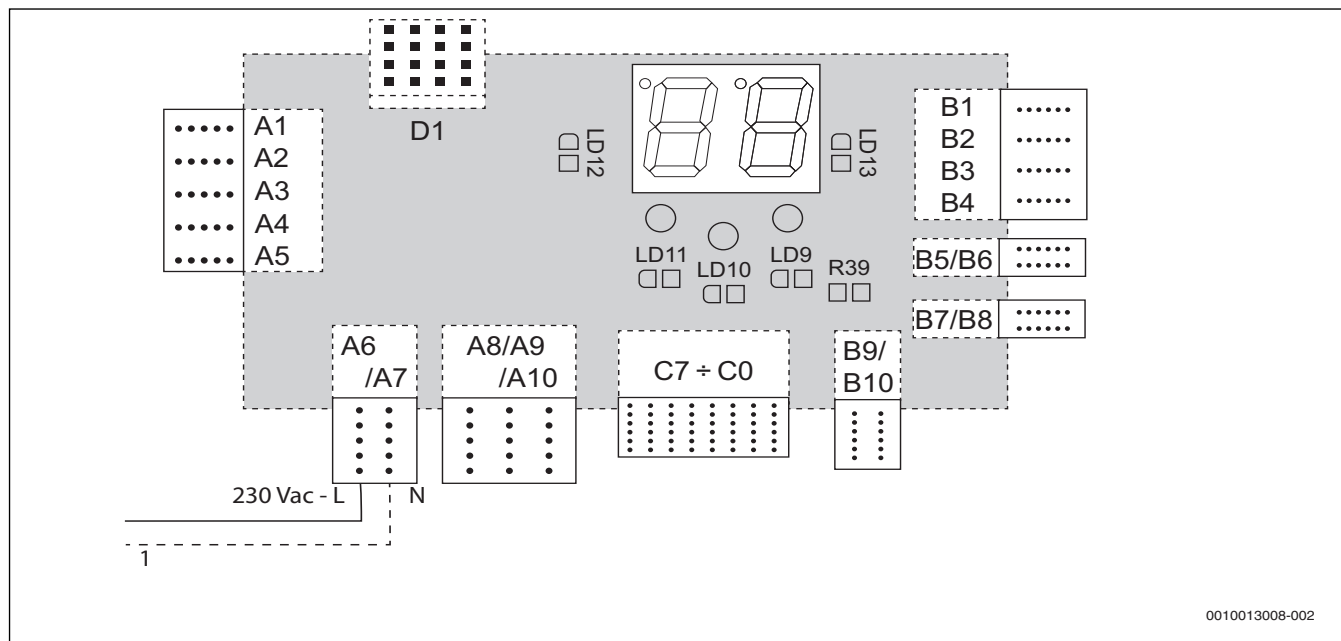 D1
A1
A2
A3
A4
A5
LD12
LD13
B1
B2
B3
B4
B5/B6
B7/B8
LD11
LD10
LD9
R39
A6
/A7
A8/A9
/A10
C7 ÷ C0
B9/
B10
230 Vac - L
N
1
0010013008-002